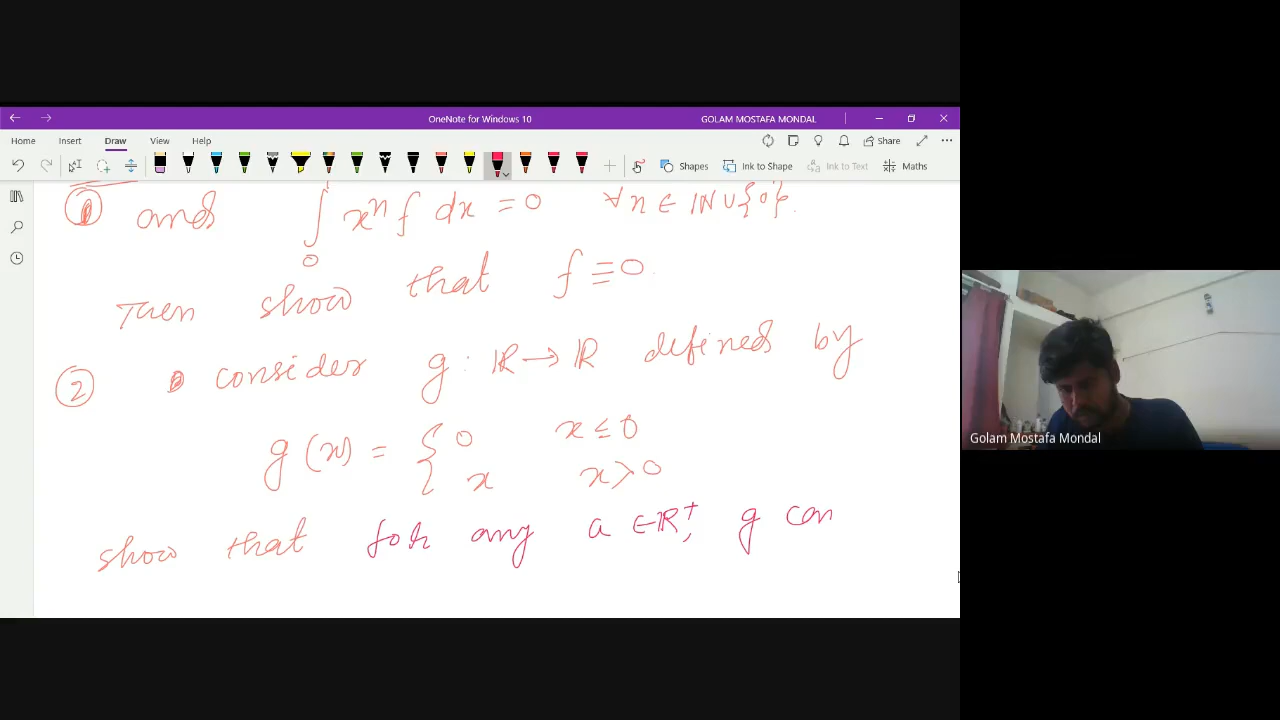 OneNote for Windows 10
GOLAM MOSTAFA MONDAL
Home Insert Draw View Help
Share
Shapes Ink to Shape Ink to Text Maths
① and ∫₀¹ xⁿ f dx = 0 ∀ n ∈ ℕ ∪ {0}.
Then show that f ≡ 0.
② consider g : ℝ → ℝ defined by
g(x) = { 0 x ≤ 0
{ x x > 0
show that for any a ∈ ℝ⁺, g can
Golam Mostafa Mondal